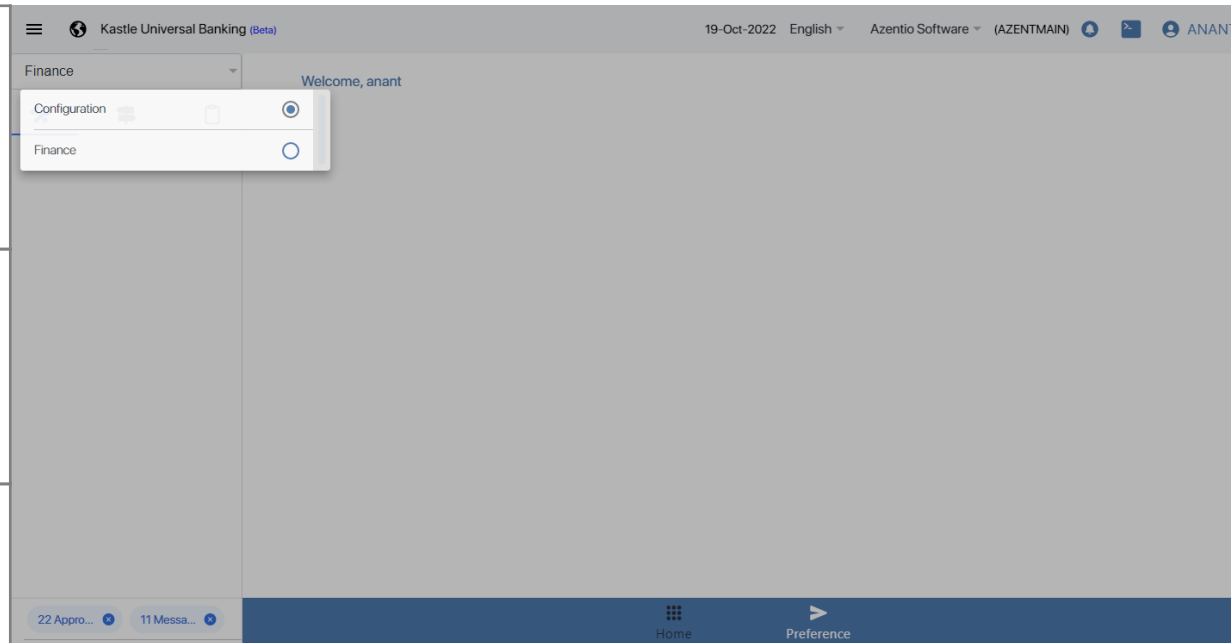 Kastle Universal Banking (Beta)
19-Oct-2022 English Azentio Software (AZENTMAIN) ANANT
Finance
Welcome, anant
Configuration
Finance
22 Appro... 11 Messa...
Home Preference